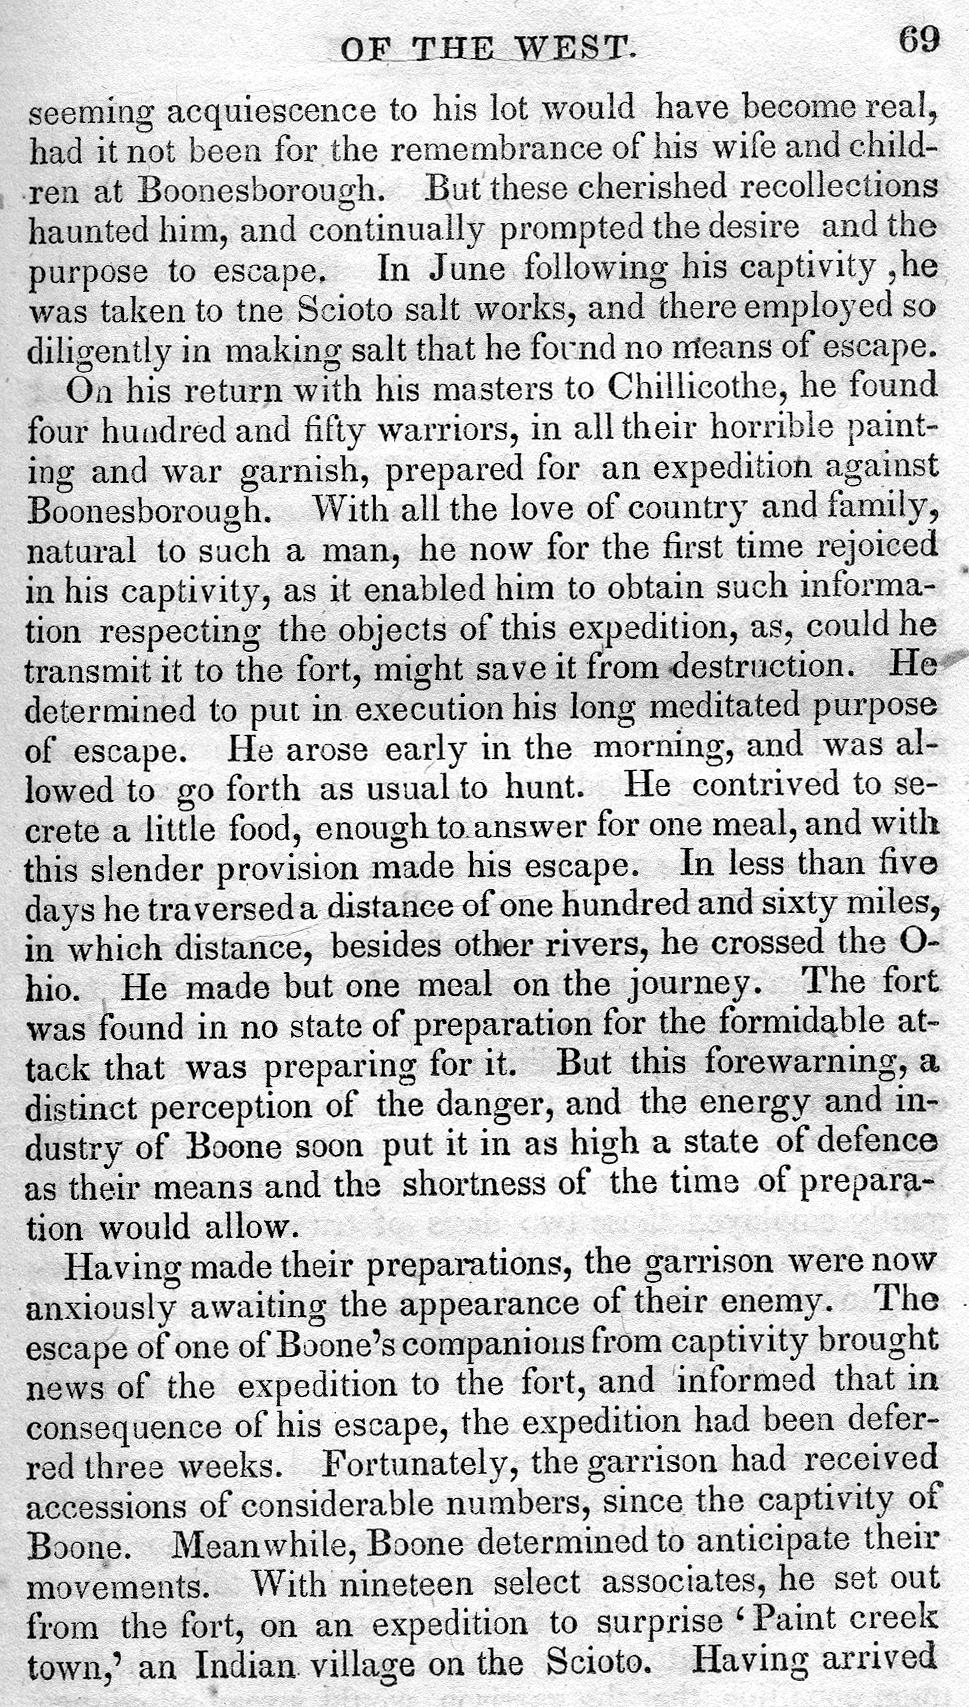 OF THE WEST. 69
seeming acquiescence to his lot would have become real,
had it not been for the remembrance of his wife and child-
ren at Boonesborough. But these cherished recollections
haunted him, and continually prompted the desire and the
purpose to escape. In June following his captivity ,he
was taken to tne Scioto salt works, and there employed so
diligently in making salt that he found no means of escape.
On his return with his masters to Chillicothe, he found
four hundred and fifty warriors, in all their horrible paint-
ing and war garnish, prepared for an expedition against
Boonesborough. With all the love of country and family,
natural to such a man, he now for the first time rejoiced
in his captivity, as it enabled him to obtain such informa-
tion respecting the objects of this expedition, as, could he
transmit it to the fort, might save it from destruction. He
determined to put in execution his long meditated purpose
of escape. He arose early in the morning, and was al-
lowed to go forth as usual to hunt. He contrived to se-
crete a little food, enough to answer for one meal, and with
this slender provision made his escape. In less than five
days he traversed a distance of one hundred and sixty miles,
in which distance, besides other rivers, he crossed the O-
hio. He made but one meal on the journey. The fort
was found in no state of preparation for the formidable at-
tack that was preparing for it. But this forewarning, a
distinct perception of the danger, and the energy and in-
dustry of Boone soon put it in as high a state of defence
as their means and the shortness of the time of prepara-
tion would allow.
Having made their preparations, the garrison were now
anxiously awaiting the appearance of their enemy. The
escape of one of Boone's companions from captivity brought
news of the expedition to the fort, and informed that in
consequence of his escape, the expedition had been defer-
red three weeks. Fortunately, the garrison had received
accessions of considerable numbers, since the captivity of
Boone. Meanwhile, Boone determined to anticipate their
movements. With nineteen select associates, he set out
from the fort, on an expedition to surprise ‘Paint creek
town,’ an Indian village on the Scioto. Having arrived